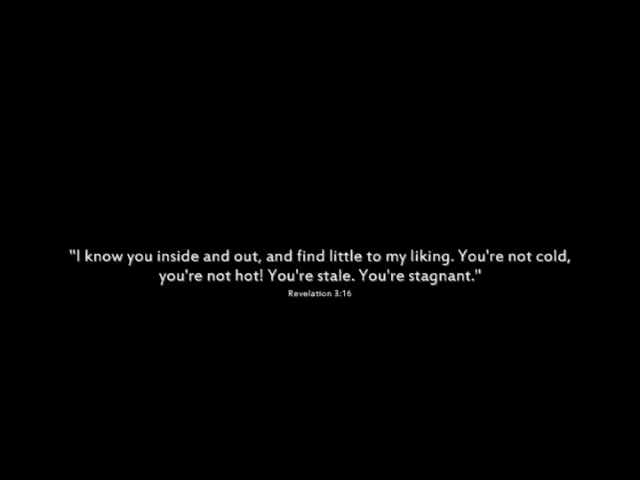 "I know you inside and out, and find little to my liking. You're not cold,
you're not hot! You're stale. You're stagnant."
Revelation 3:16